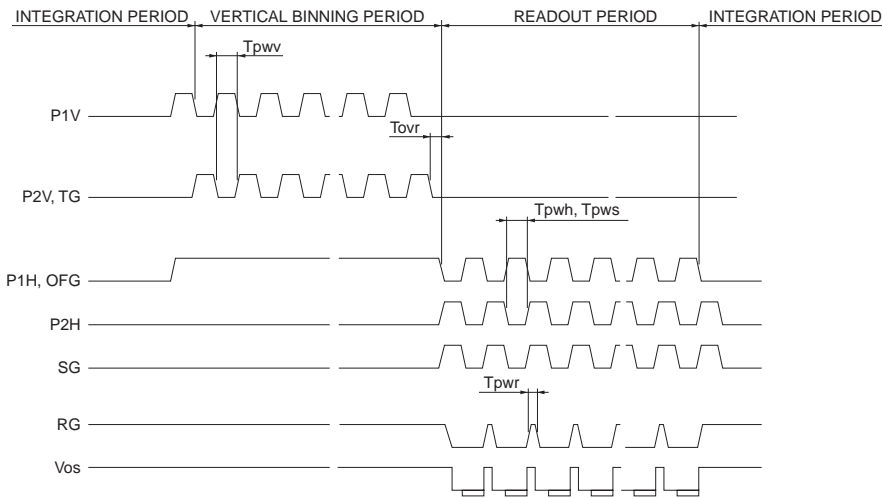 INTEGRATION PERIOD VERTICAL BINNING PERIOD READOUT PERIOD INTEGRATION PERIOD
Tpwv
P1V
Tovr
P2V, TG
Tpwh, Tpws
P1H, OFG
P2H
SG
Tpwr
RG
Vos